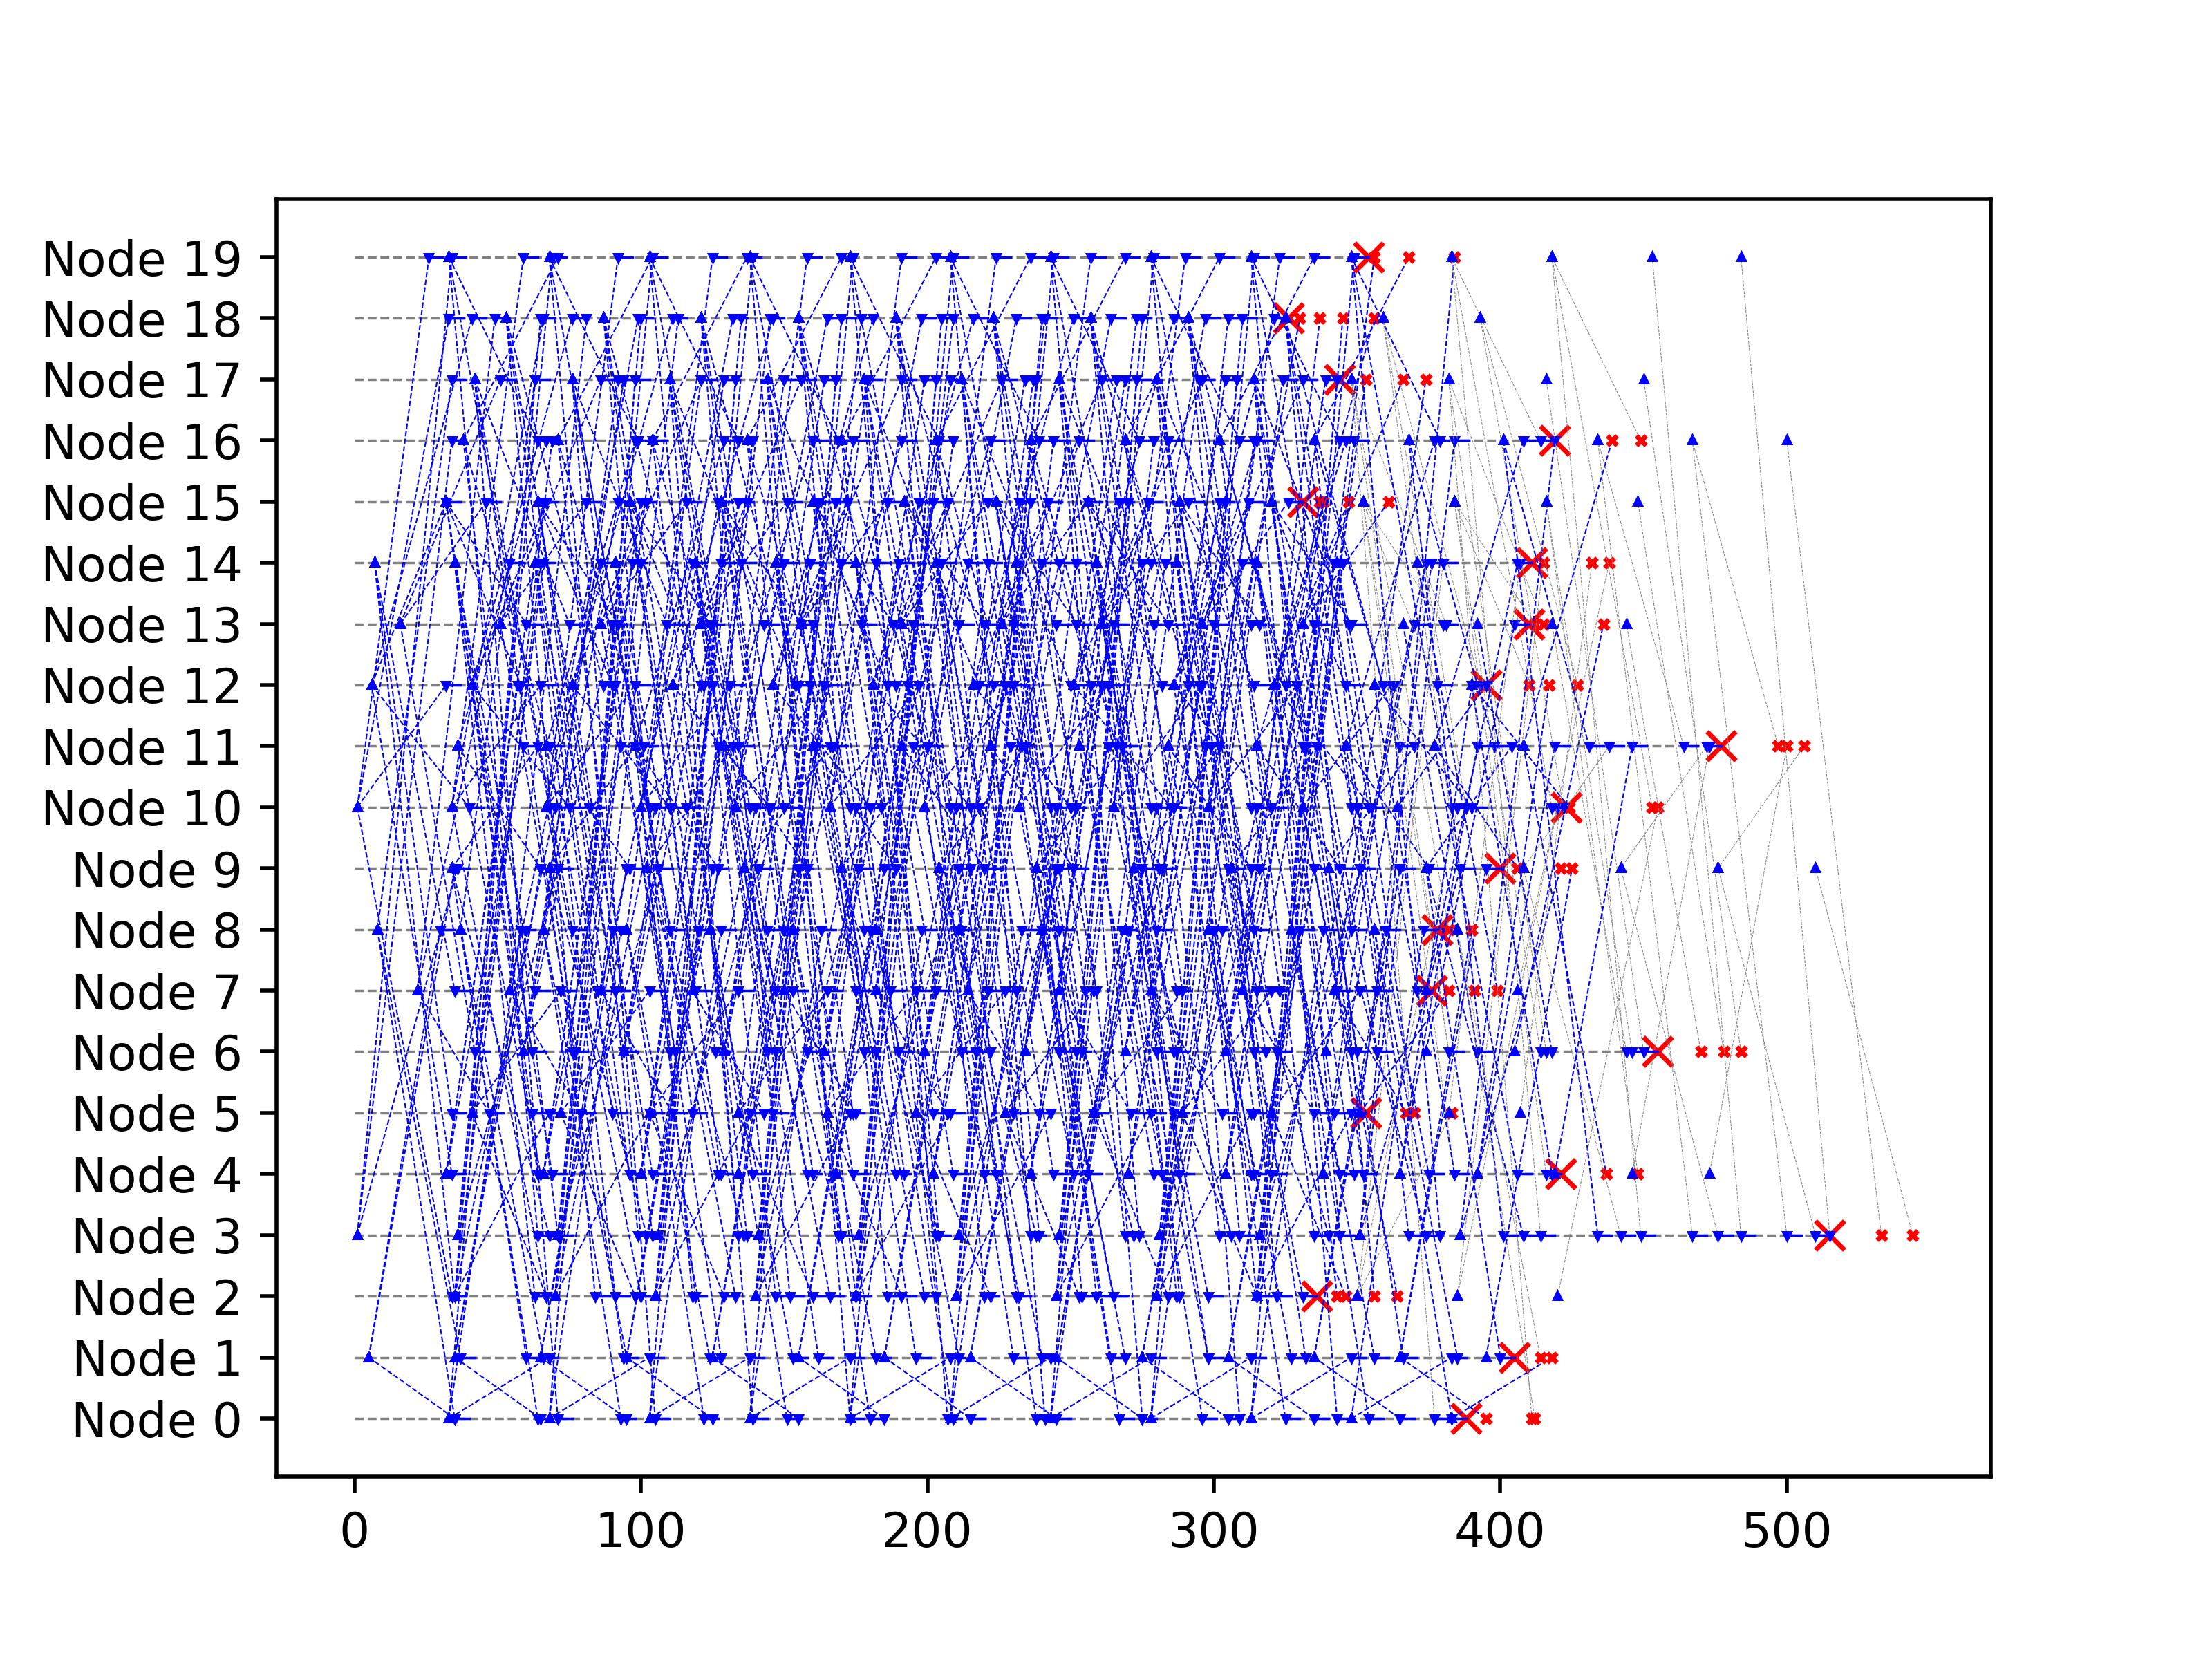 Node 19
Node 18
Node 17
Node 16
Node 15
Node 14
Node 13
Node 12
Node 11
Node 10
Node 9
Node 8
Node 7
Node 6
Node 5
Node 4
Node 3
Node 2
Node 1
Node 0
0 100 200 300 400 500